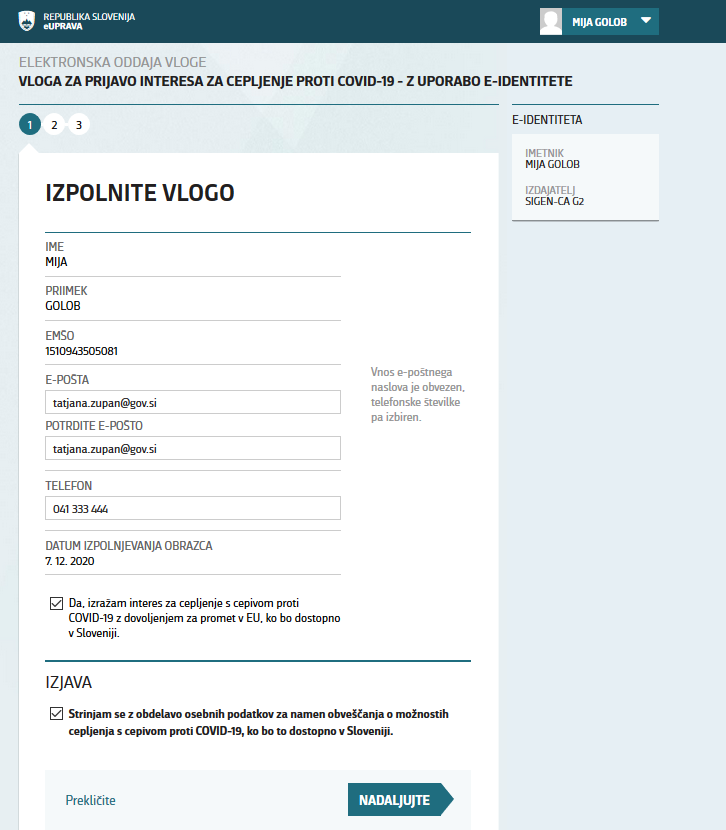 REPUBLIKA SLOVENIJA
eUPRAVA
MIJA GOLOB
ELEKTRONSKA ODDAJA VLOGE
VLOGA ZA PRIJAVO INTERESA ZA CEPLJENJE PROTI COVID-19 - Z UPORABO E-IDENTITETE
1 2 3
E-IDENTITETA
IMETNIK
MIJA GOLOB
IZDAJATELJ
SIGEN-CA G2
IZPOLNITE VLOGO
IME
MIJA
PRIIMEK
GOLOB
EMŠO
1510943505081
E-POŠTA
tatjana.zupan@gov.si
POTRDITE E-POŠTO
tatjana.zupan@gov.si
Vnos e-poštnega
naslova je obvezen,
telefonske številke
pa izbiren.
TELEFON
041 333 444
DATUM IZPOLNJEVANJA OBRAZCA
7. 12. 2020
Da, izražam interes za cepljenje s cepivom proti
COVID-19 z dovoljenjem za promet v EU, ko bo dostopno
v Sloveniji.
IZJAVA
Strinjam se z obdelavo osebnih podatkov za namen obveščanja o možnostih
cepljenja s cepivom proti COVID-19, ko bo to dostopno v Sloveniji.
Prekličite
NADALJUJTE